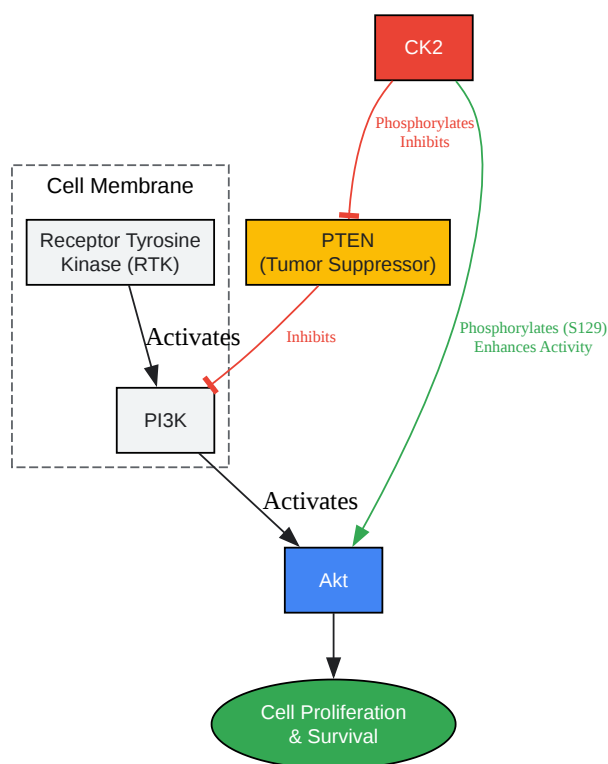 CK2
Phosphorylates
Inhibits
Cell Membrane
Receptor Tyrosine
Kinase (RTK)
PTEN
(Tumor Suppressor)
Activates
Inhibits
Phosphorylates (S129)
Enhances Activity
PI3K
Activates
Akt
Cell Proliferation
& Survival